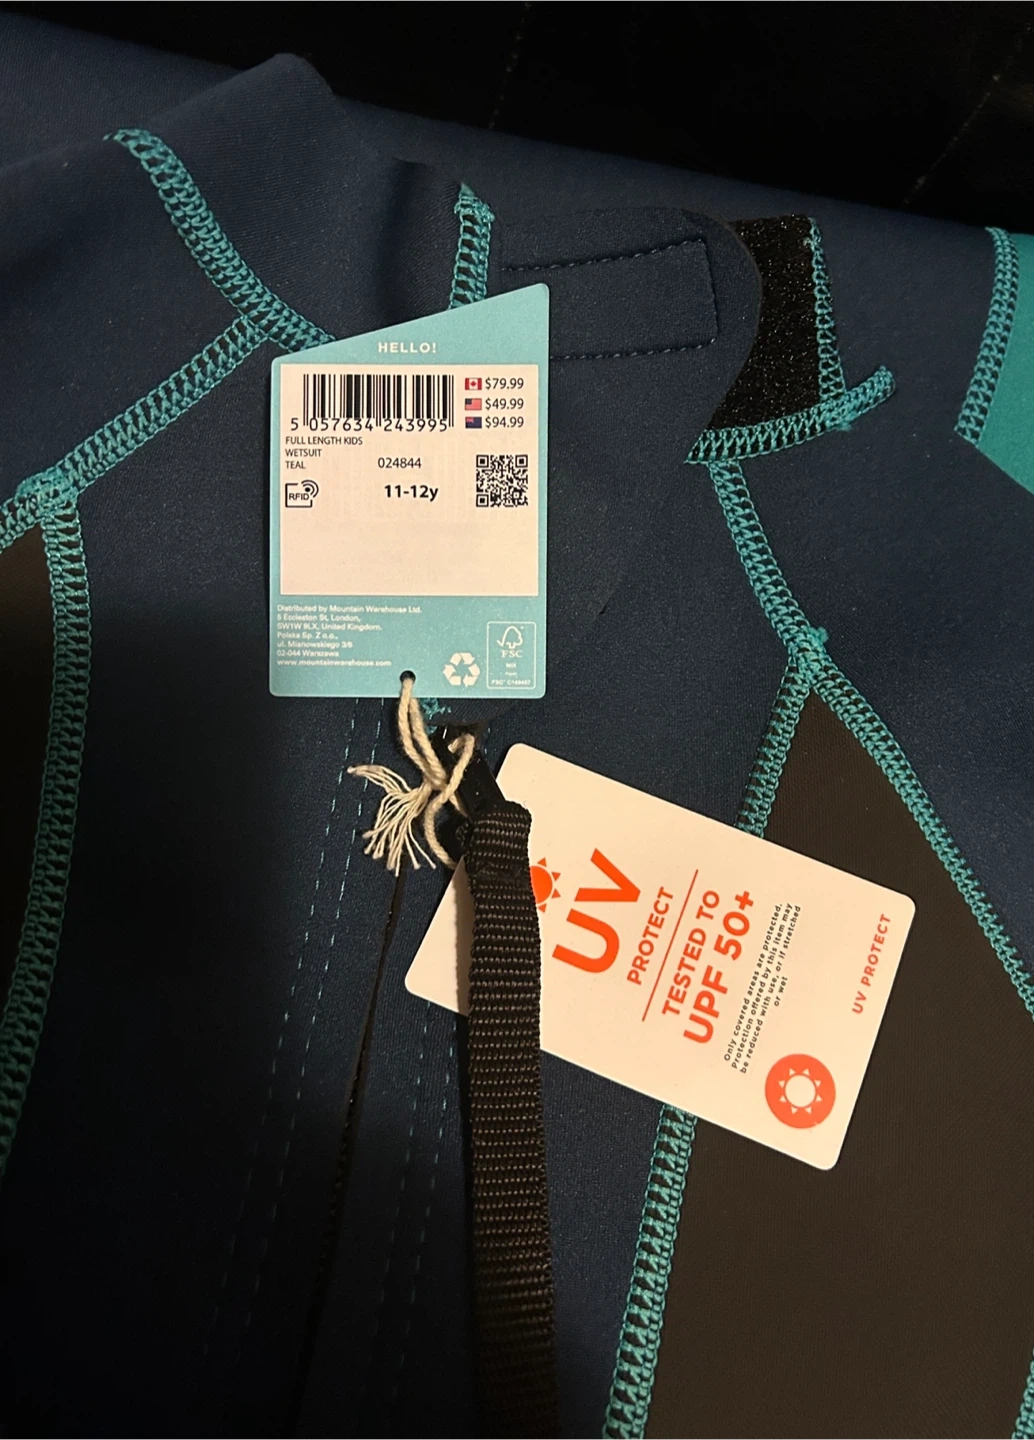 HELLO!
$79.99
$49.99
$94.99
5 057634 243995
FULL LENGTH KIDS
WETSUIT
TEAL
024844
RFID
11-12y
Distributed by Mountain Warehouse Ltd.
5 Eccleston St, London,
SW1W 9LX, United Kingdom.
Polska Sp. Z o.o.,
ul. Mianowskiego 3/6
02-044 Warszawa
www.mountainwarehouse.com
FSC
MIX
UV
PROTECT
TESTED TO
UPF 50+
Only covered areas are protected.
Protection offered by this item may
be reduced with use, or if stretched
or wet
UV PROTECT